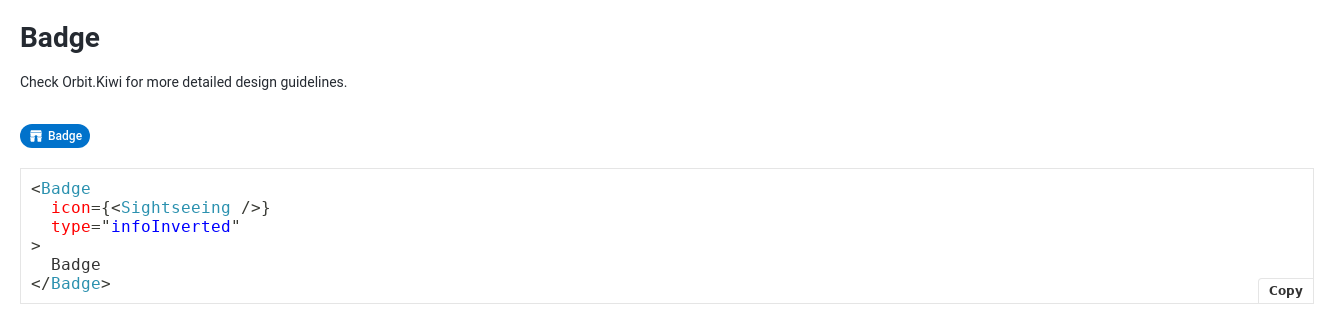 Badge
Check Orbit.Kiwi for more detailed design guidelines.
Badge
<Badge
  icon={<Sightseeing />}
  type="infoInverted"
>
  Badge
</Badge>
Copy